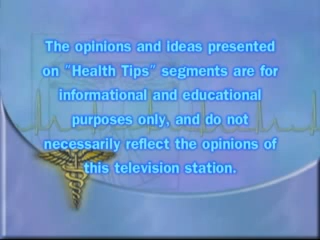 The opinions and ideas presented
on "Health Tips" segments are for
informational and educational
purposes only, and do not
necessarily reflect the opinions of
this television station.